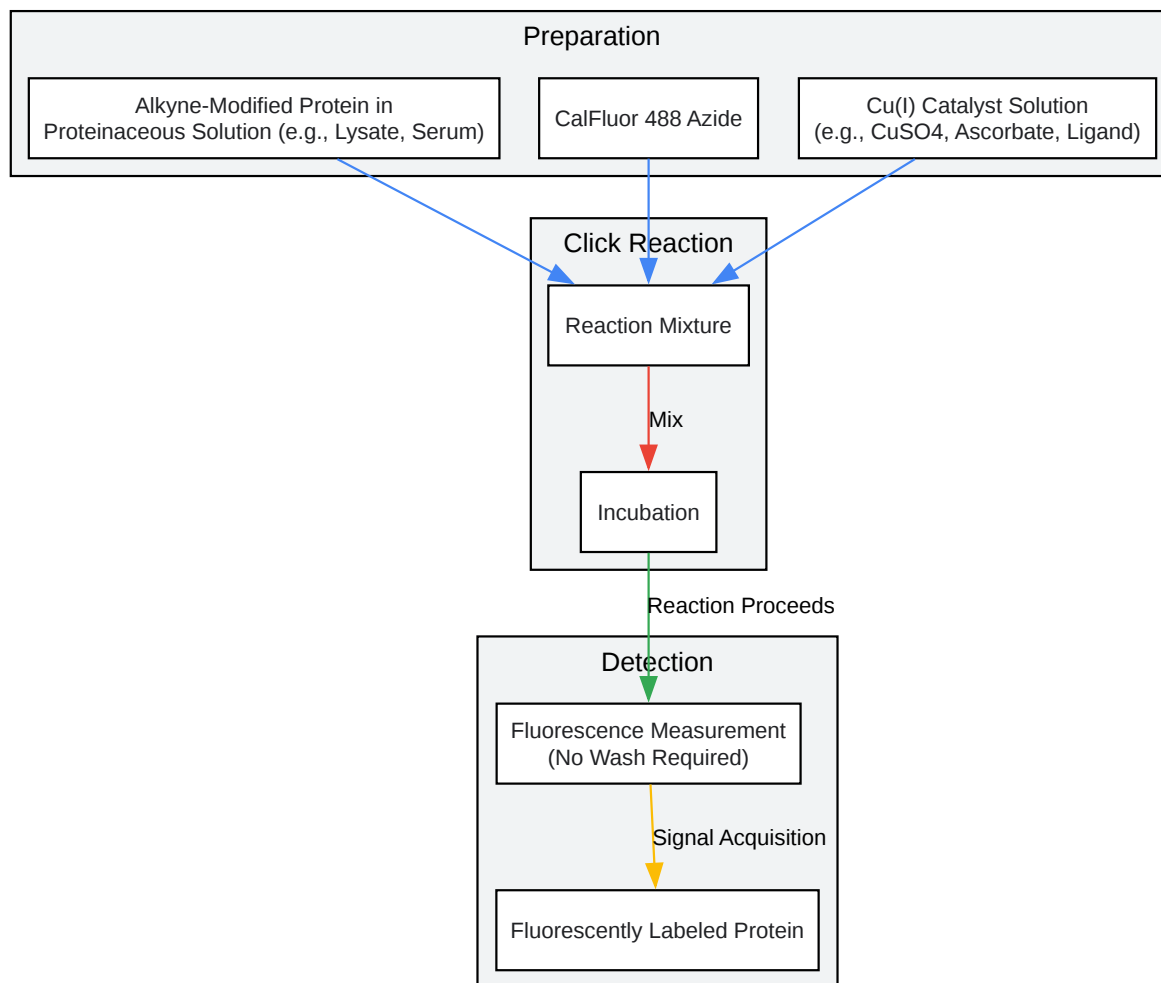 Preparation
Alkyne-Modified Protein in
Proteinaceous Solution (e.g., Lysate, Serum)
CalFluor 488 Azide
Cu(I) Catalyst Solution
(e.g., CuSO4, Ascorbate, Ligand)
Click Reaction
Reaction Mixture
Mix
Incubation
Reaction Proceeds
Detection
Fluorescence Measurement
(No Wash Required)
Signal Acquisition
Fluorescently Labeled Protein